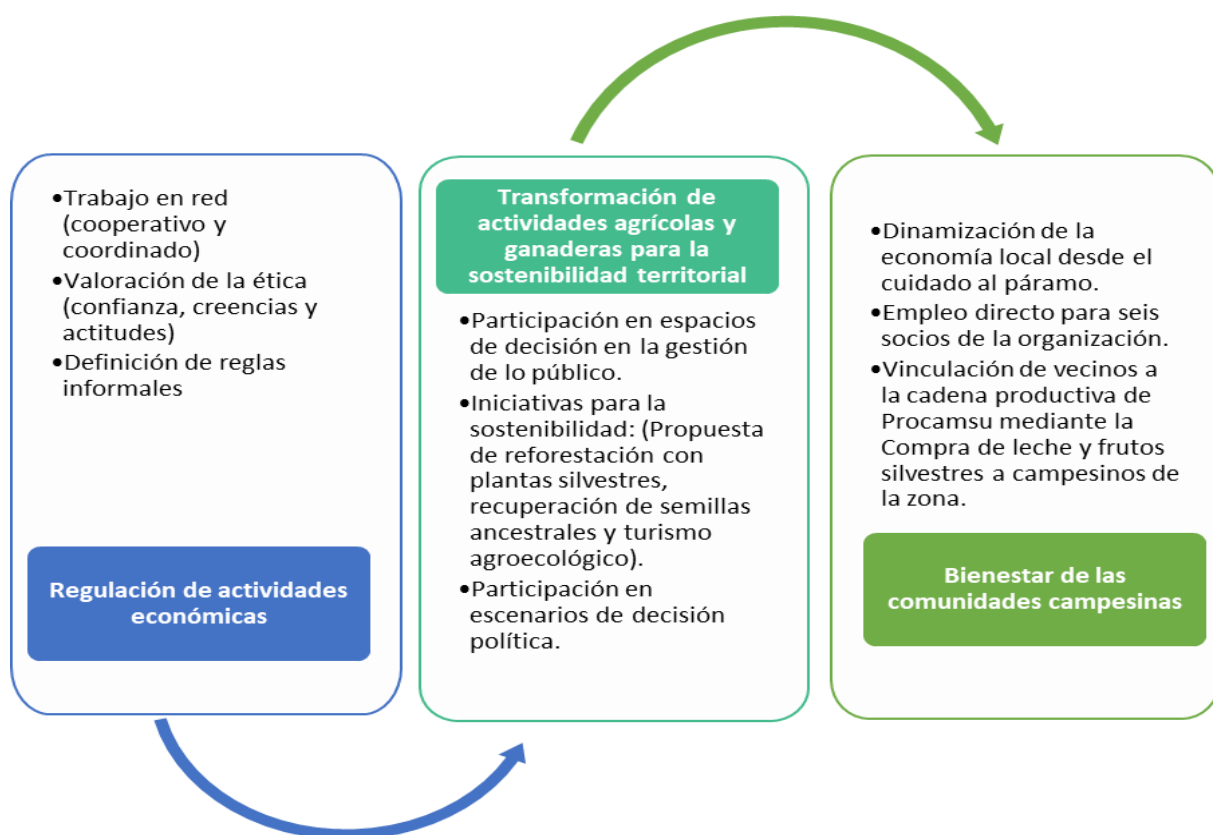 •Trabajo en red
(cooperativo y
coordinado)
•Valoración de la ética
(confianza, creencias y
actitudes)
•Definición de reglas
informales
Regulación de actividades
económicas
Transformación de
actividades agrícolas y
ganaderas para la
sostenibilidad territorial
•Participación en espacios
de decisión en la gestión
de lo público.
•Iniciativas para la
sostenibilidad: (Propuesta
de reforestación con
plantas silvestres,
recuperación de semillas
ancestrales y turismo
agroecológico).
•Participación en
escenarios de decisión
política.
•Dinamización de la
economía local desde el
cuidado al páramo.
•Empleo directo para seis
socios de la organización.
•Vinculación de vecinos a
la cadena productiva de
Procamsu mediante la
Compra de leche y frutos
silvestres a campesinos de
la zona.
Bienestar de las
comunidades campesinas